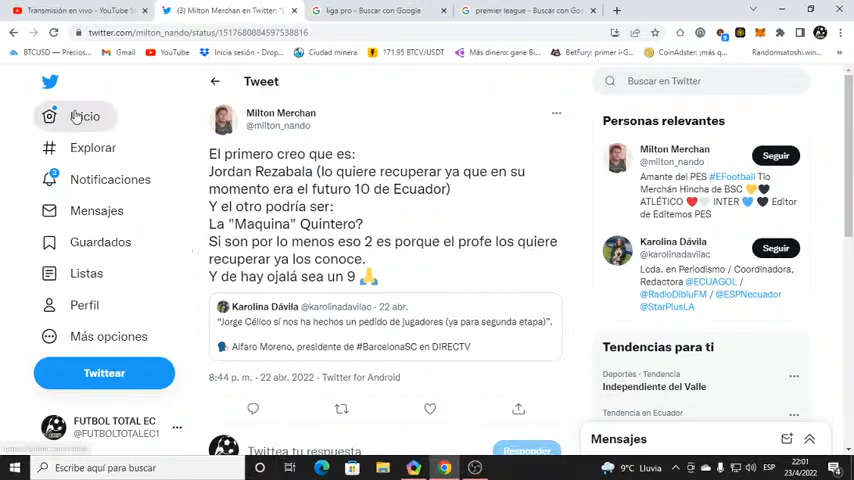 Transmisión en vivo - YouTube St
(3) Milton Merchan en Twitter: "E
liga pro - Buscar con Google
premier league - Buscar con Goo
twitter.com/milton_nando/status/1517680884597538816
BTCUSD — Precios...
Gmail
YouTube
Inicia sesión - Drop...
Ciudad minera
171.95 BTCV/USDT
Más dinero: gane Bi...
BetFury: premier i-G...
CoinAdster: ¡más q...
Randomsatoshi.win...
Inicio
Explorar
3
Notificaciones
Mensajes
Guardados
Listas
Perfil
Más opciones
Twittear
FUTBOL TOTAL EC
@FUTBOLTOTALEC1
Tweet
Milton Merchan
@milton_nando
El primero creo que es:
Jordan Rezabala (lo quiere recuperar ya que en su
momento era el futuro 10 de Ecuador)
Y el otro podría ser:
La "Maquina" Quintero?
Si son por lo menos eso 2 es porque el profe los quiere
recuperar ya los conoce.
Y de hay ojalá sea un 9 🙏
Karolina Dávila @karolinadavilac · 22 abr.
“Jorge Célico sí nos ha hechos un pedido de jugadores (ya para segunda etapa)”.
🗣 Alfaro Moreno, presidente de #BarcelonaSC en DIRECTV
8:44 p. m. · 22 abr. 2022 · Twitter for Android
Twittea tu respuesta
Responder
Buscar en Twitter
Personas relevantes
Milton Merchan
@milton_nando
Seguir
Amante del PES #EFootball Tlo
Merchán Hincha de BSC 💛🖤
ATLÉTICO ❤️🤍 INTER 💙🖤 Editor
de Editemos PES
Karolina Dávila
@karolinadavilac
Seguir
Lcda. en Periodismo / Coordinadora,
Redactora @ECUAGOL /
@RadioDibluFM / @ESPNecuador
@StarPlusLA
Tendencias para ti
Deportes · Tendencia
Independiente del Valle
Tendencia en Ecuador
Mensajes
Escribe aquí para buscar
9°C Lluvia
ESP
22:01
23/4/2022
4